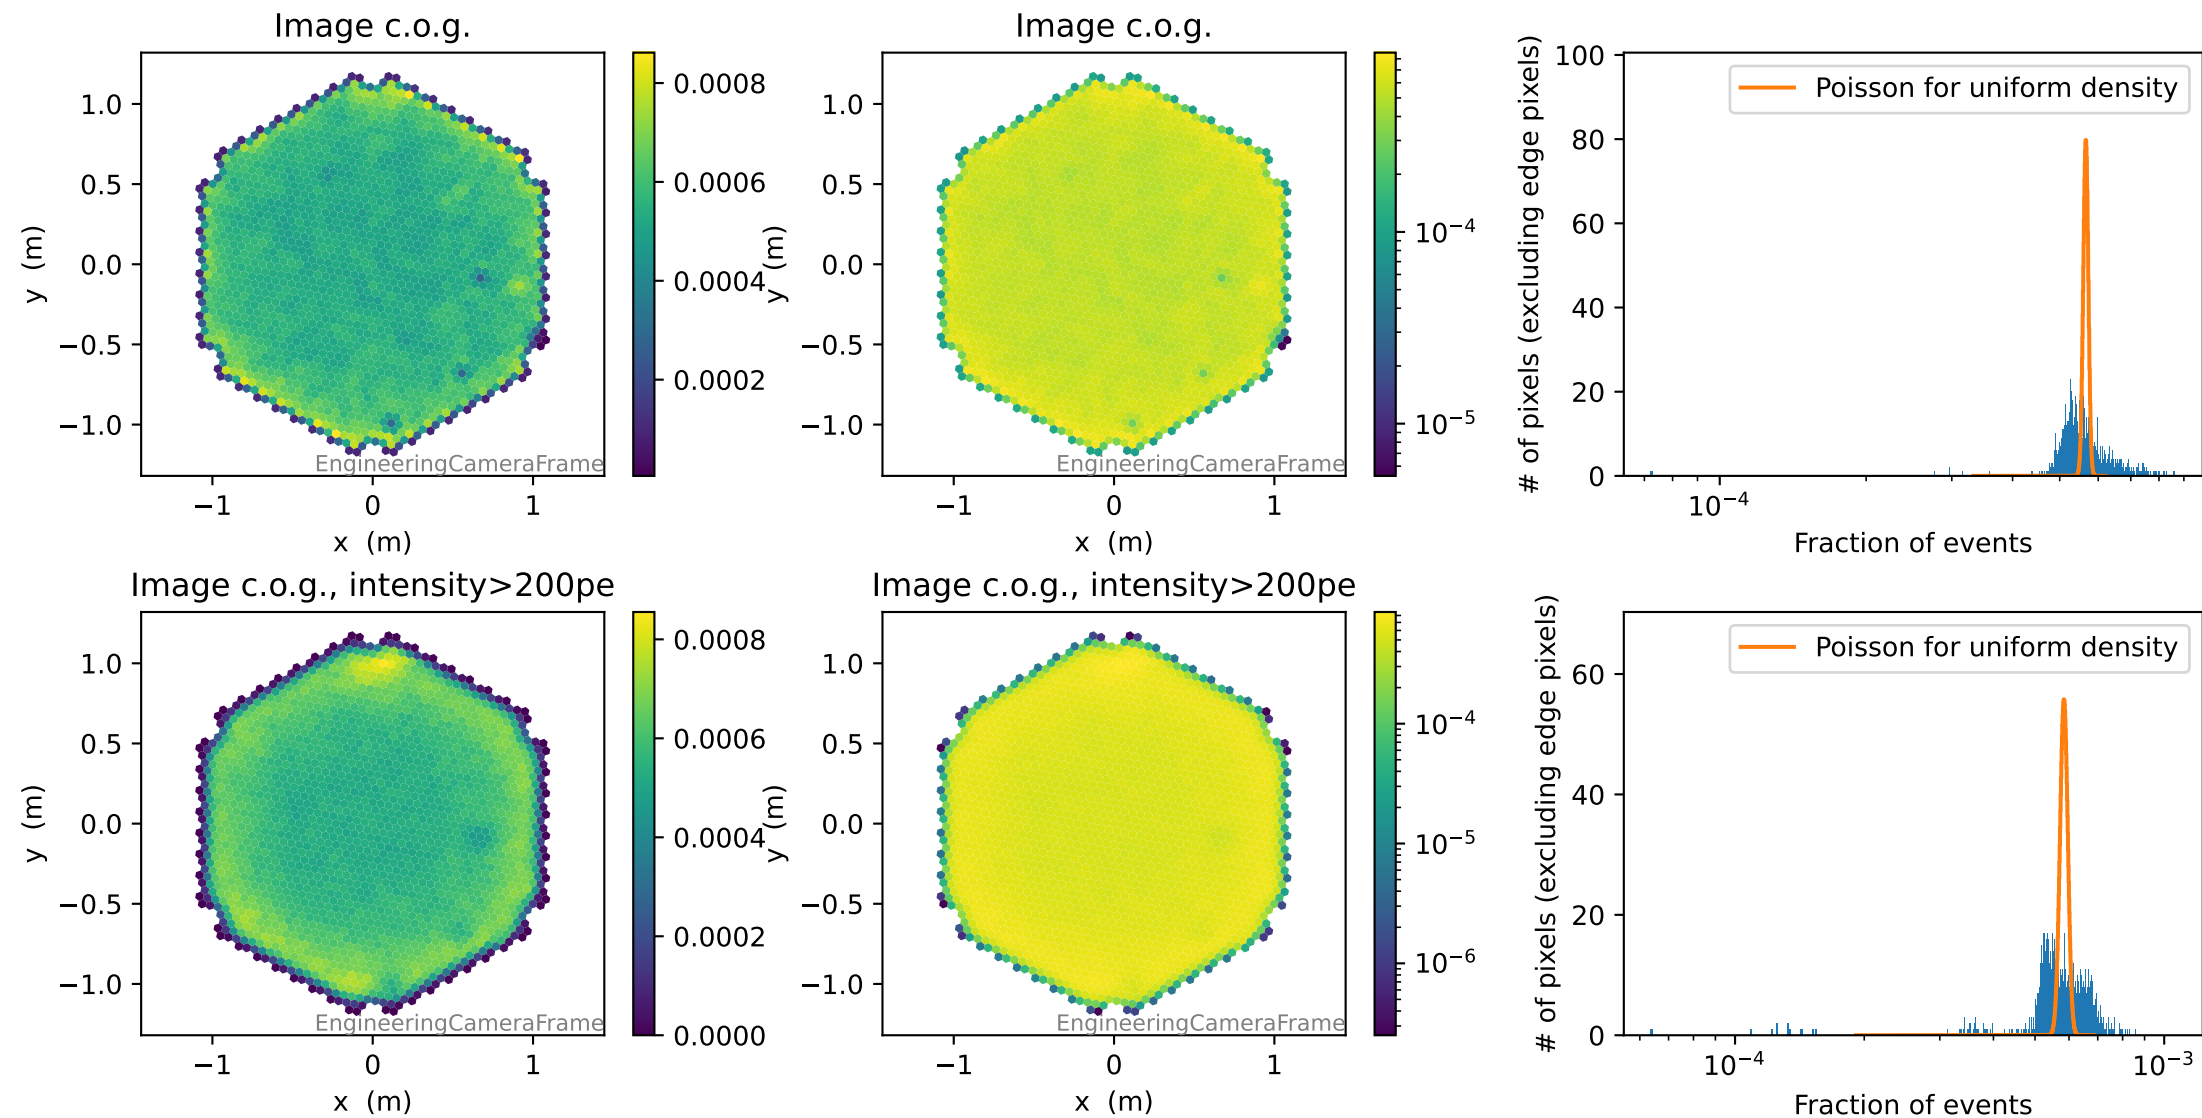 Image c.o.g.
y (m)
1.0
0.5
0.0
−0.5
−1.0
−1
0
1
x (m)
EngineeringCameraFrame
0.0008
0.0006
0.0004
0.0002
Image c.o.g.
y (m)
1.0
0.5
0.0
−0.5
−1.0
−1
0
1
x (m)
EngineeringCameraFrame
10⁻⁴
10⁻⁵
# of pixels (excluding edge pixels)
100
80
60
40
20
0
Poisson for uniform density
10⁻⁴
Fraction of events
Image c.o.g., intensity>200pe
y (m)
1.0
0.5
0.0
−0.5
−1.0
−1
0
1
x (m)
EngineeringCameraFrame
0.0008
0.0006
0.0004
0.0002
0.0000
Image c.o.g., intensity>200pe
y (m)
1.0
0.5
0.0
−0.5
−1.0
−1
0
1
x (m)
EngineeringCameraFrame
10⁻⁴
10⁻⁵
10⁻⁶
# of pixels (excluding edge pixels)
60
40
20
0
Poisson for uniform density
10⁻⁴
10⁻³
Fraction of events